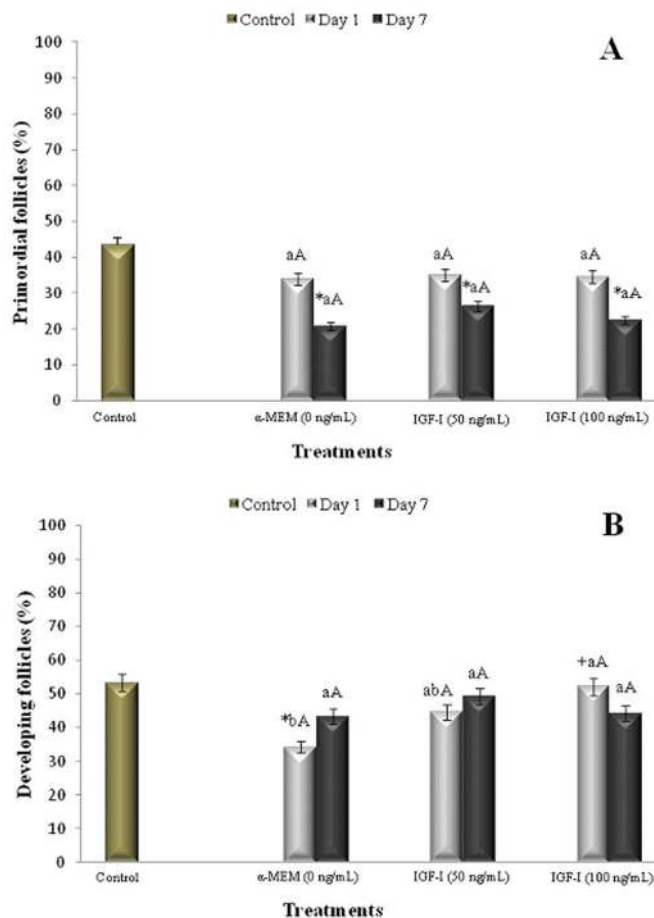 Control Day 1 Day 7
A
Primordial follicles (%)
100
90
80
70
60
50
40
30
20
10
0
aA
*aA
aA
*aA
aA
*aA
Control α-MEM (0 ng/mL) IGF-I (50 ng/mL) IGF-I (100 ng/mL)
Treatments
Control Day 1 Day 7
B
Developing follicles (%)
100
90
80
70
60
50
40
30
20
10
0
*bA
aA
abA
aA
+aA
aA
Control α-MEM (0 ng/mL) IGF-I (50 ng/mL) IGF-I (100 ng/mL)
Treatments